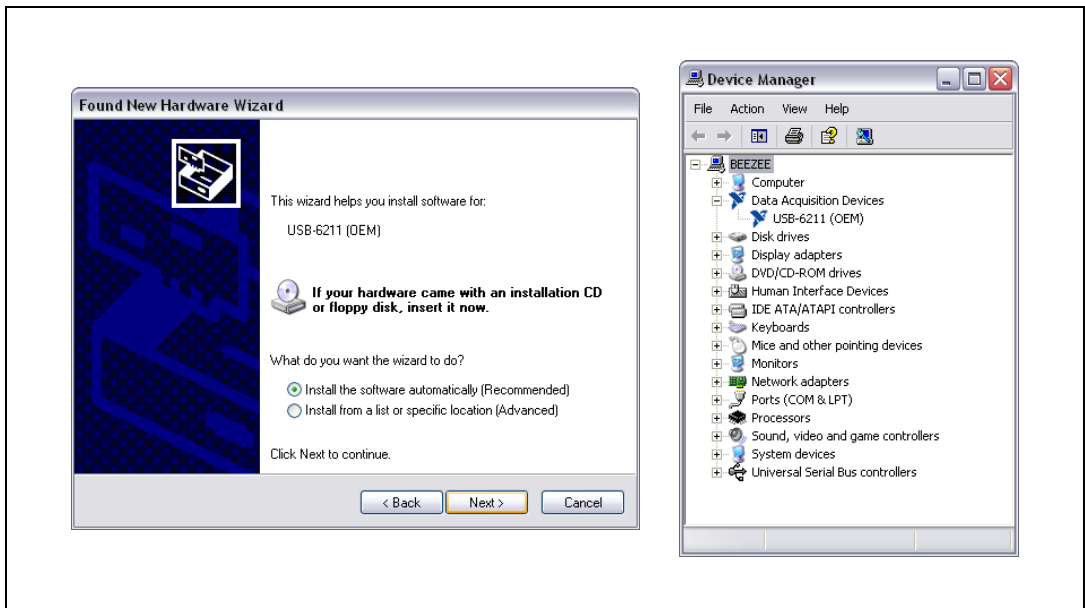 Found New Hardware Wizard
This wizard helps you install software for:
USB-6211 (OEM)
If your hardware came with an installation CD
or floppy disk, insert it now.
What do you want the wizard to do?
Install the software automatically (Recommended)
Install from a list or specific location (Advanced)
Click Next to continue.
< Back Next > Cancel
Device Manager
File Action View Help
BEEZEE
Computer
Data Acquisition Devices
USB-6211 (OEM)
Disk drives
Display adapters
DVD/CD-ROM drives
Human Interface Devices
IDE ATA/ATAPI controllers
Keyboards
Mice and other pointing devices
Monitors
Network adapters
Ports (COM & LPT)
Processors
Sound, video and game controllers
System devices
Universal Serial Bus controllers